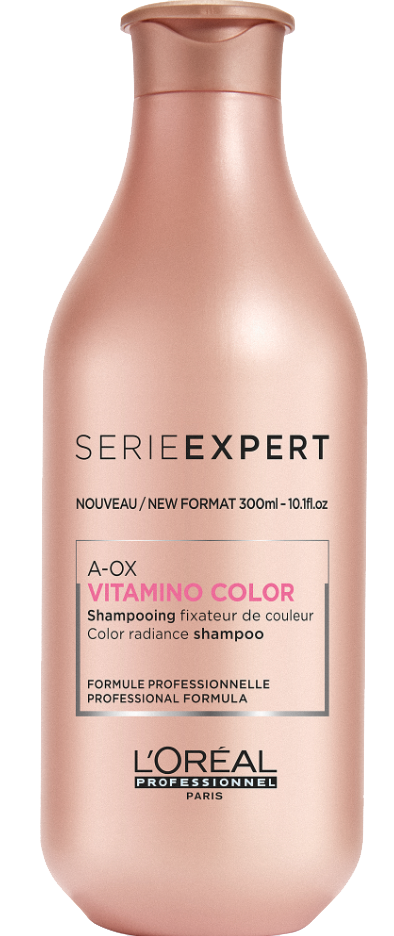 SERIEEXPERT
NOUVEAU / NEW FORMAT 300ml - 10.1fl.oz
A-OX
VITAMINO COLOR
Shampooing fixateur de couleur
Color radiance shampoo
FORMULE PROFESSIONNELLE
PROFESSIONAL FORMULA
L'ORÉAL
PROFESSIONNEL
PARIS